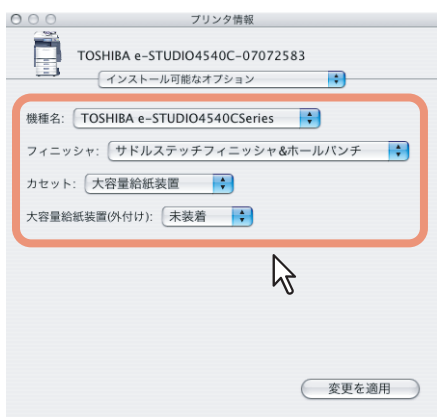 プリンタ情報
TOSHIBA e-STUDIO4540C-07072583
インストール可能なオプション
機種名: TOSHIBA e-STUDIO4540CSeries
フィニッシャ: サドルステッチフィニッシャ&ホールパンチ
カセット: 大容量給紙装置
大容量給紙装置(外付け): 未装着
変更を適用